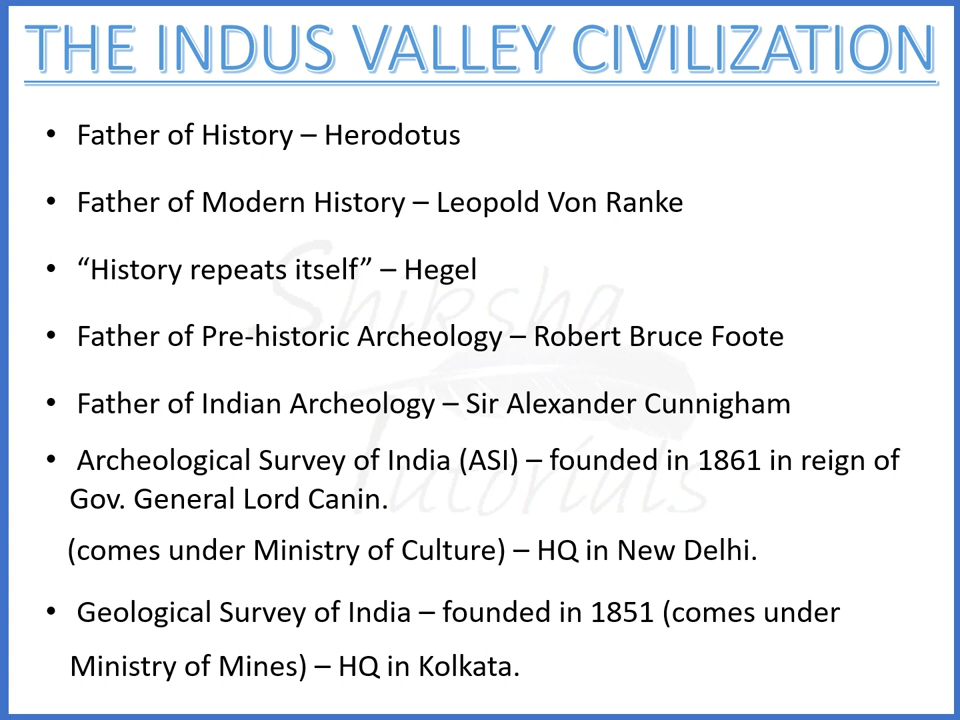 THE INDUS VALLEY CIVILIZATION
• Father of History – Herodotus
• Father of Modern History – Leopold Von Ranke
• “History repeats itself” – Hegel
• Father of Pre-historic Archeology – Robert Bruce Foote
• Father of Indian Archeology – Sir Alexander Cunnigham
• Archeological Survey of India (ASI) – founded in 1861 in reign of
Gov. General Lord Canin.
(comes under Ministry of Culture) – HQ in New Delhi.
• Geological Survey of India – founded in 1851 (comes under
Ministry of Mines) – HQ in Kolkata.
Shiksha
Tutorials